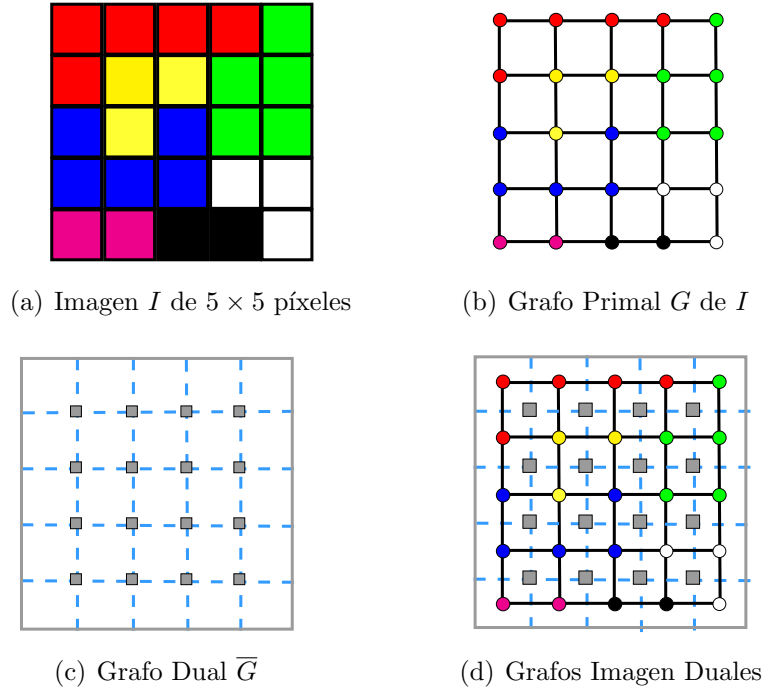 (a) Imagen I de 5 × 5 píxeles
(b) Grafo Primal G de I
(c) Grafo Dual G̅
(d) Grafos Imagen Duales